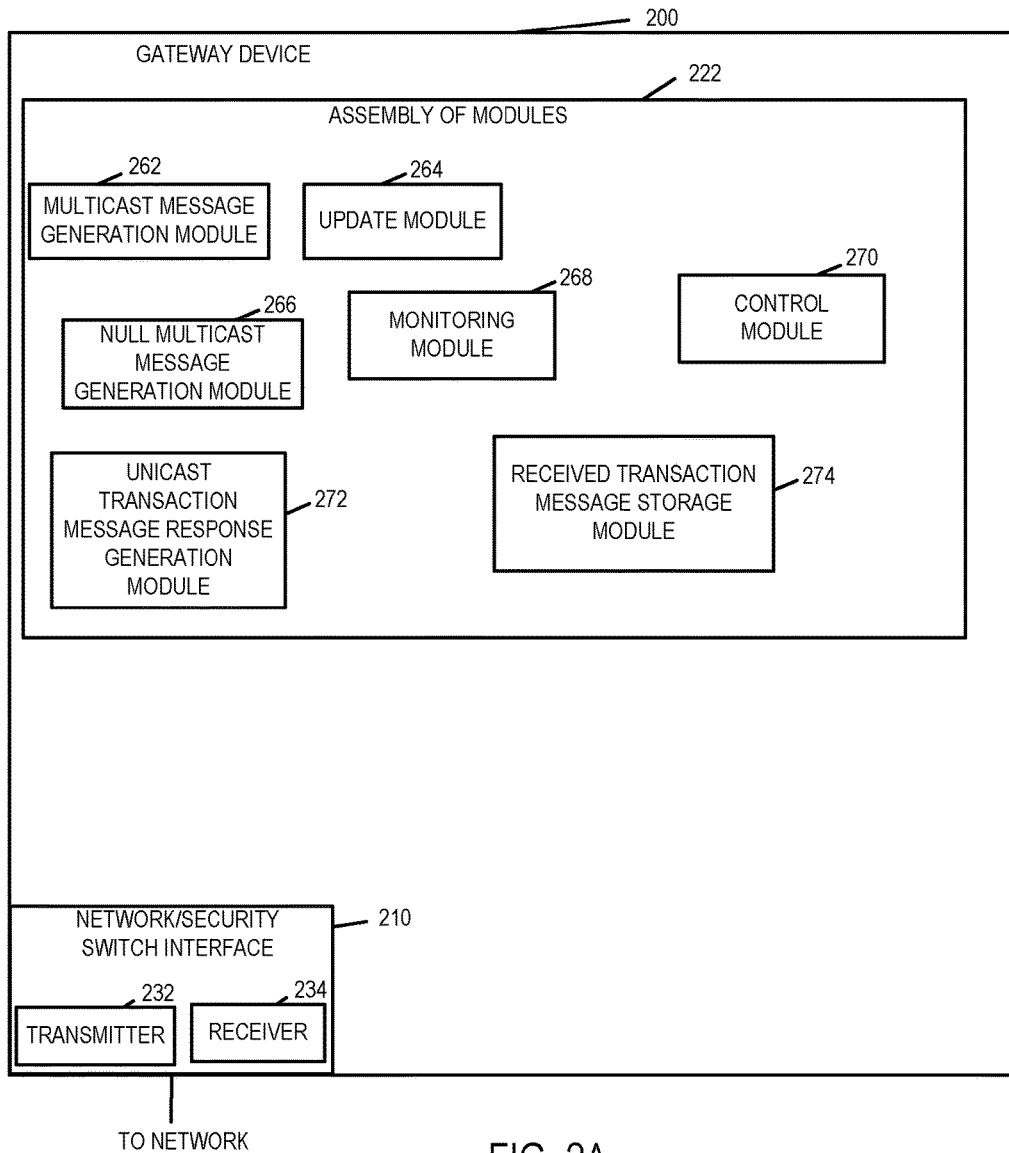 200
GATEWAY DEVICE
222
ASSEMBLY OF MODULES
262
MULTICAST MESSAGE
GENERATION MODULE
264
UPDATE MODULE
266
NULL MULTICAST
MESSAGE
GENERATION MODULE
268
MONITORING
MODULE
270
CONTROL
MODULE
UNICAST
TRANSACTION
MESSAGE RESPONSE
GENERATION
MODULE
272
RECEIVED TRANSACTION
MESSAGE STORAGE
MODULE
274
NETWORK/SECURITY
SWITCH INTERFACE
210
232
TRANSMITTER
234
RECEIVER
TO NETWORK
FIG. 2A